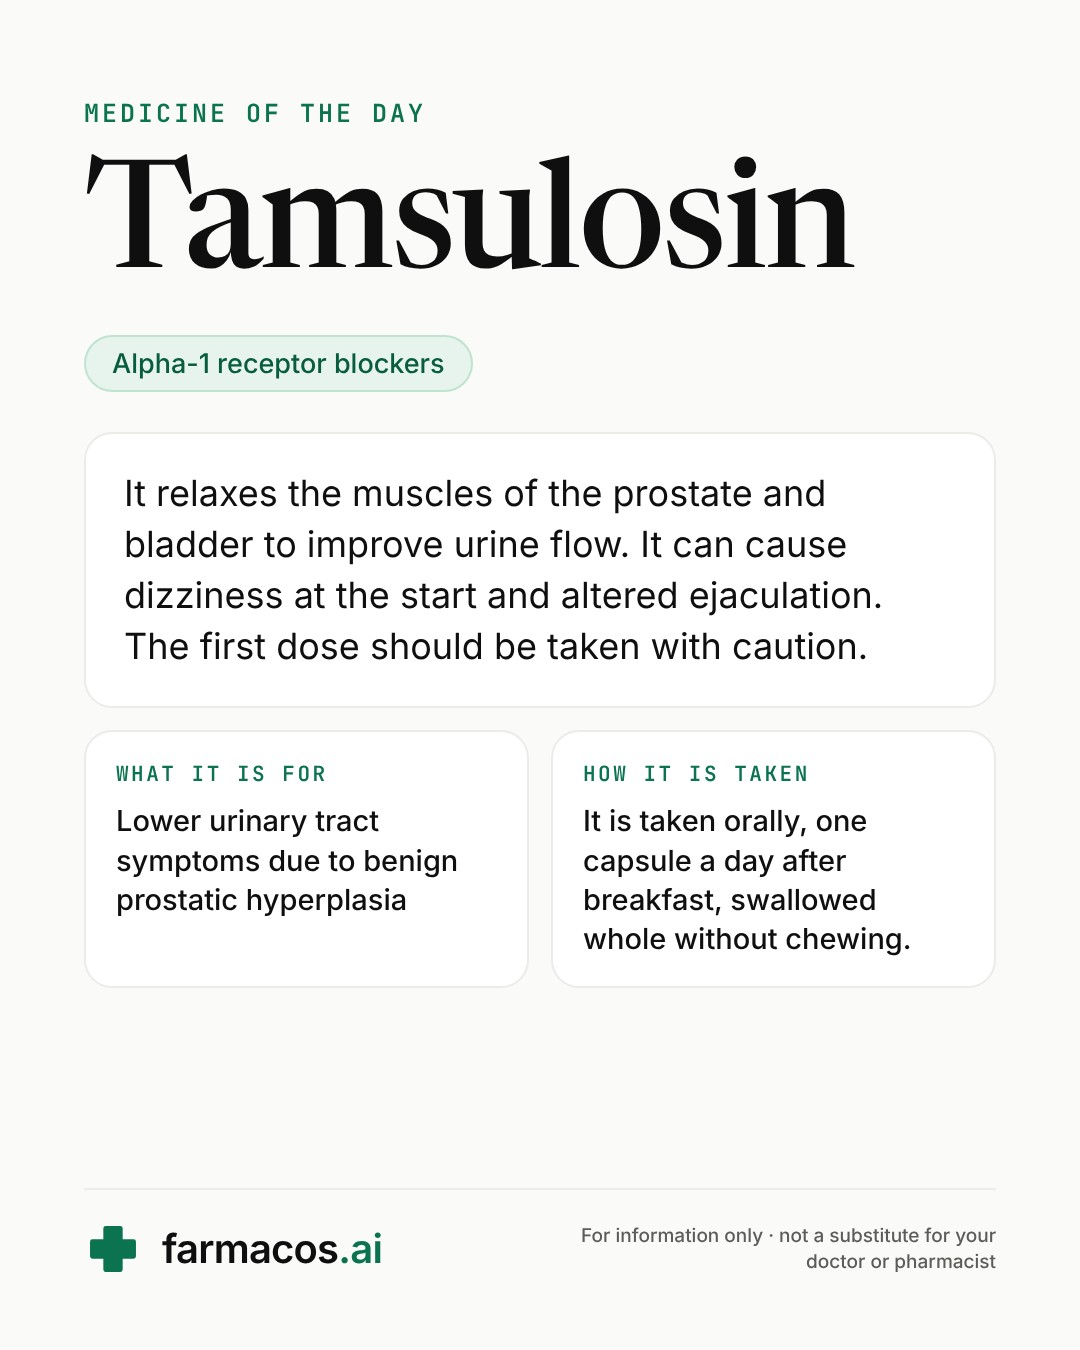 MEDICINE OF THE DAY
Tamsulosin
Alpha-1 receptor blockers
It relaxes the muscles of the prostate and
bladder to improve urine flow. It can cause
dizziness at the start and altered ejaculation.
The first dose should be taken with caution.
WHAT IT IS FOR
Lower urinary tract
symptoms due to benign
prostatic hyperplasia
HOW IT IS TAKEN
It is taken orally, one
capsule a day after
breakfast, swallowed
whole without chewing.
farmacos.ai
For information only · not a substitute for your
doctor or pharmacist